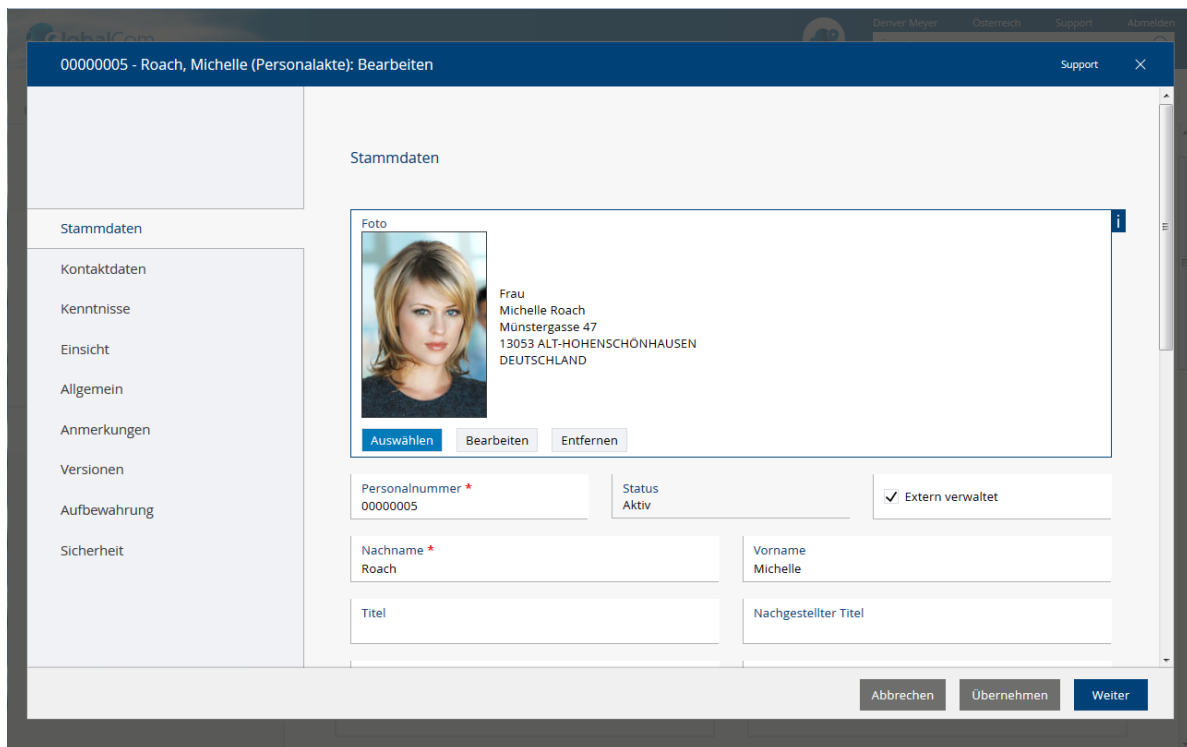 GlobalCom
Denver Meyer Österreich Support Abmelden
00000005 - Roach, Michelle (Personalakte): Bearbeiten
Support
Stammdaten
Kontaktdaten
Kenntnisse
Einsicht
Allgemein
Anmerkungen
Versionen
Aufbewahrung
Sicherheit
Stammdaten
Foto
i
Frau
Michelle Roach
Münstergasse 47
13053 ALT-HOHENSCHÖNHAUSEN
DEUTSCHLAND
Auswählen Bearbeiten Entfernen
Personalnummer *
00000005
Status
Aktiv
Extern verwaltet
Nachname *
Roach
Vorname
Michelle
Titel
Nachgestellter Titel
Abbrechen Übernehmen Weiter